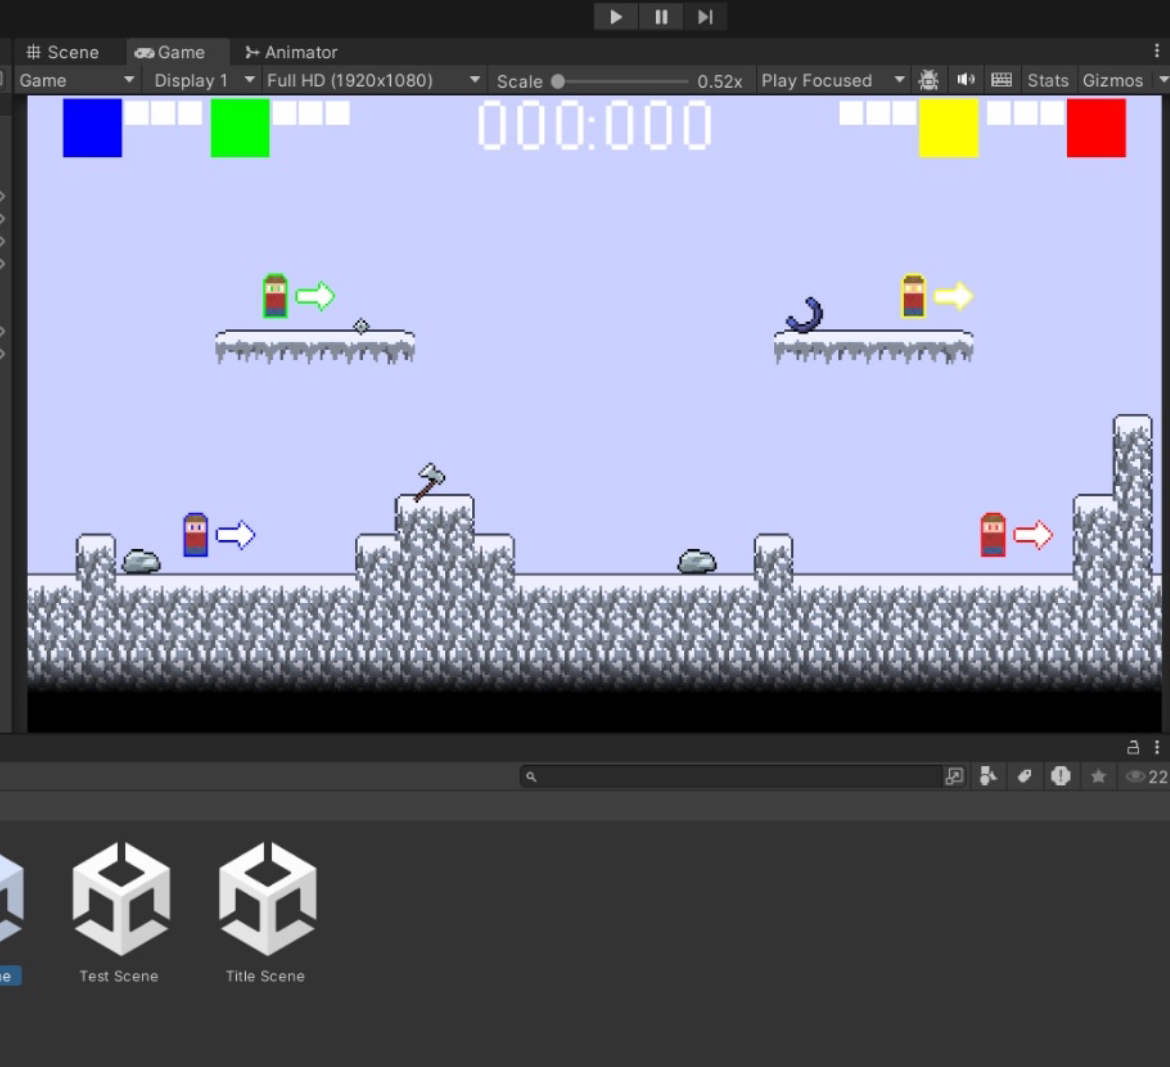 Scene Game Animator
Game Display 1 Full HD (1920x1080) Scale 0.52x Play Focused Stats Gizmos
000:000
22
Test Scene Title Scene